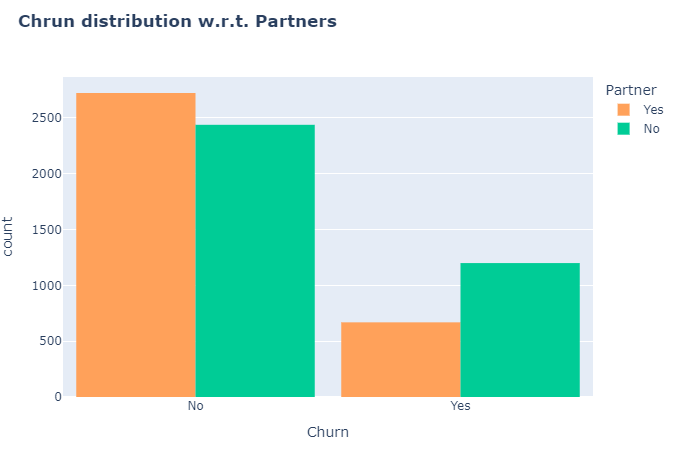 Chrun distribution w.r.t. Partners
Partner
Yes
No
2500
2000
1500
1000
500
0
count
No
Yes
Churn